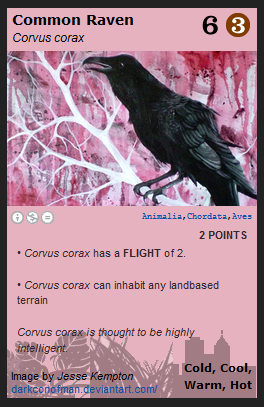 Common Raven
Corvus corax
6 3
Animalia,Chordata,Aves
2 POINTS
• Corvus corax has a FLIGHT of 2.
• Corvus corax can inhabit any landbased
terrain
Corvus corax is thought to be highly
intelligent.
Image by Jesse Kempton
darkconofman.deviantart.com/
Cold, Cool,
Warm, Hot